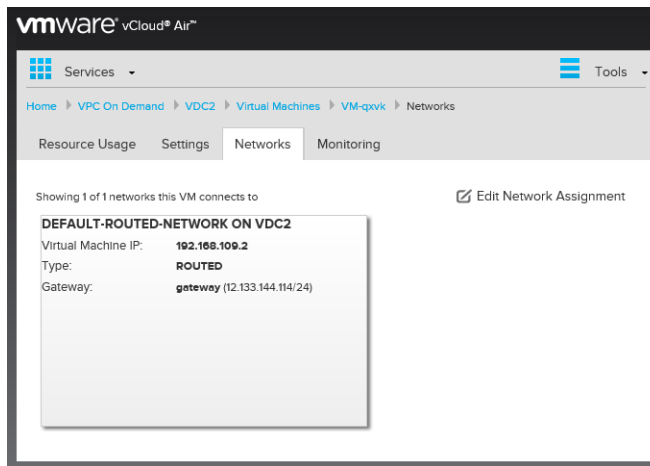 vmware® vCloud® Air™
Services
Tools
Home VPC On Demand VDC2 Virtual Machines VM-qxvk Networks
Resource Usage Settings Networks Monitoring
Showing 1 of 1 networks this VM connects to
Edit Network Assignment
DEFAULT-ROUTED-NETWORK ON VDC2
Virtual Machine IP: 192.168.109.2
Type: ROUTED
Gateway: gateway (12.133.144.114/24)